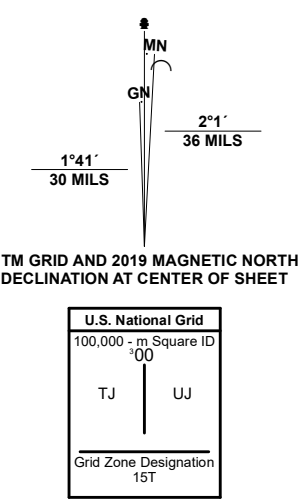 MN
GN
2°1´
36 MILS
1°41´
30 MILS
TM GRID AND 2019 MAGNETIC NORTH
DECLINATION AT CENTER OF SHEET
U.S. National Grid
100,000 - m Square ID
³00
TJ UJ
Grid Zone Designation
15T